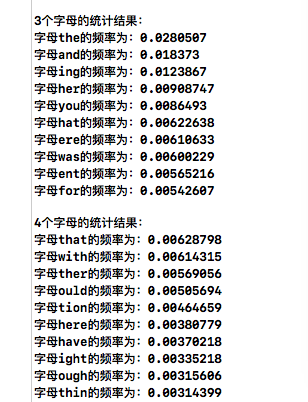 3个字母的统计结果:
字母the的频率为: 0.0280507
字母and的频率为: 0.018373
字母ing的频率为: 0.0123867
字母her的频率为: 0.00908747
字母you的频率为: 0.0086493
字母hat的频率为: 0.00622638
字母ere的频率为: 0.00610633
字母was的频率为: 0.00600229
字母ent的频率为: 0.00565216
字母for的频率为: 0.00542607
4个字母的统计结果:
字母that的频率为: 0.00628798
字母with的频率为: 0.00614315
字母ther的频率为: 0.00569056
字母ould的频率为: 0.00505694
字母tion的频率为: 0.00464659
字母here的频率为: 0.00380779
字母have的频率为: 0.00370218
字母ight的频率为: 0.00335218
字母ough的频率为: 0.00315606
字母thin的频率为: 0.00314399